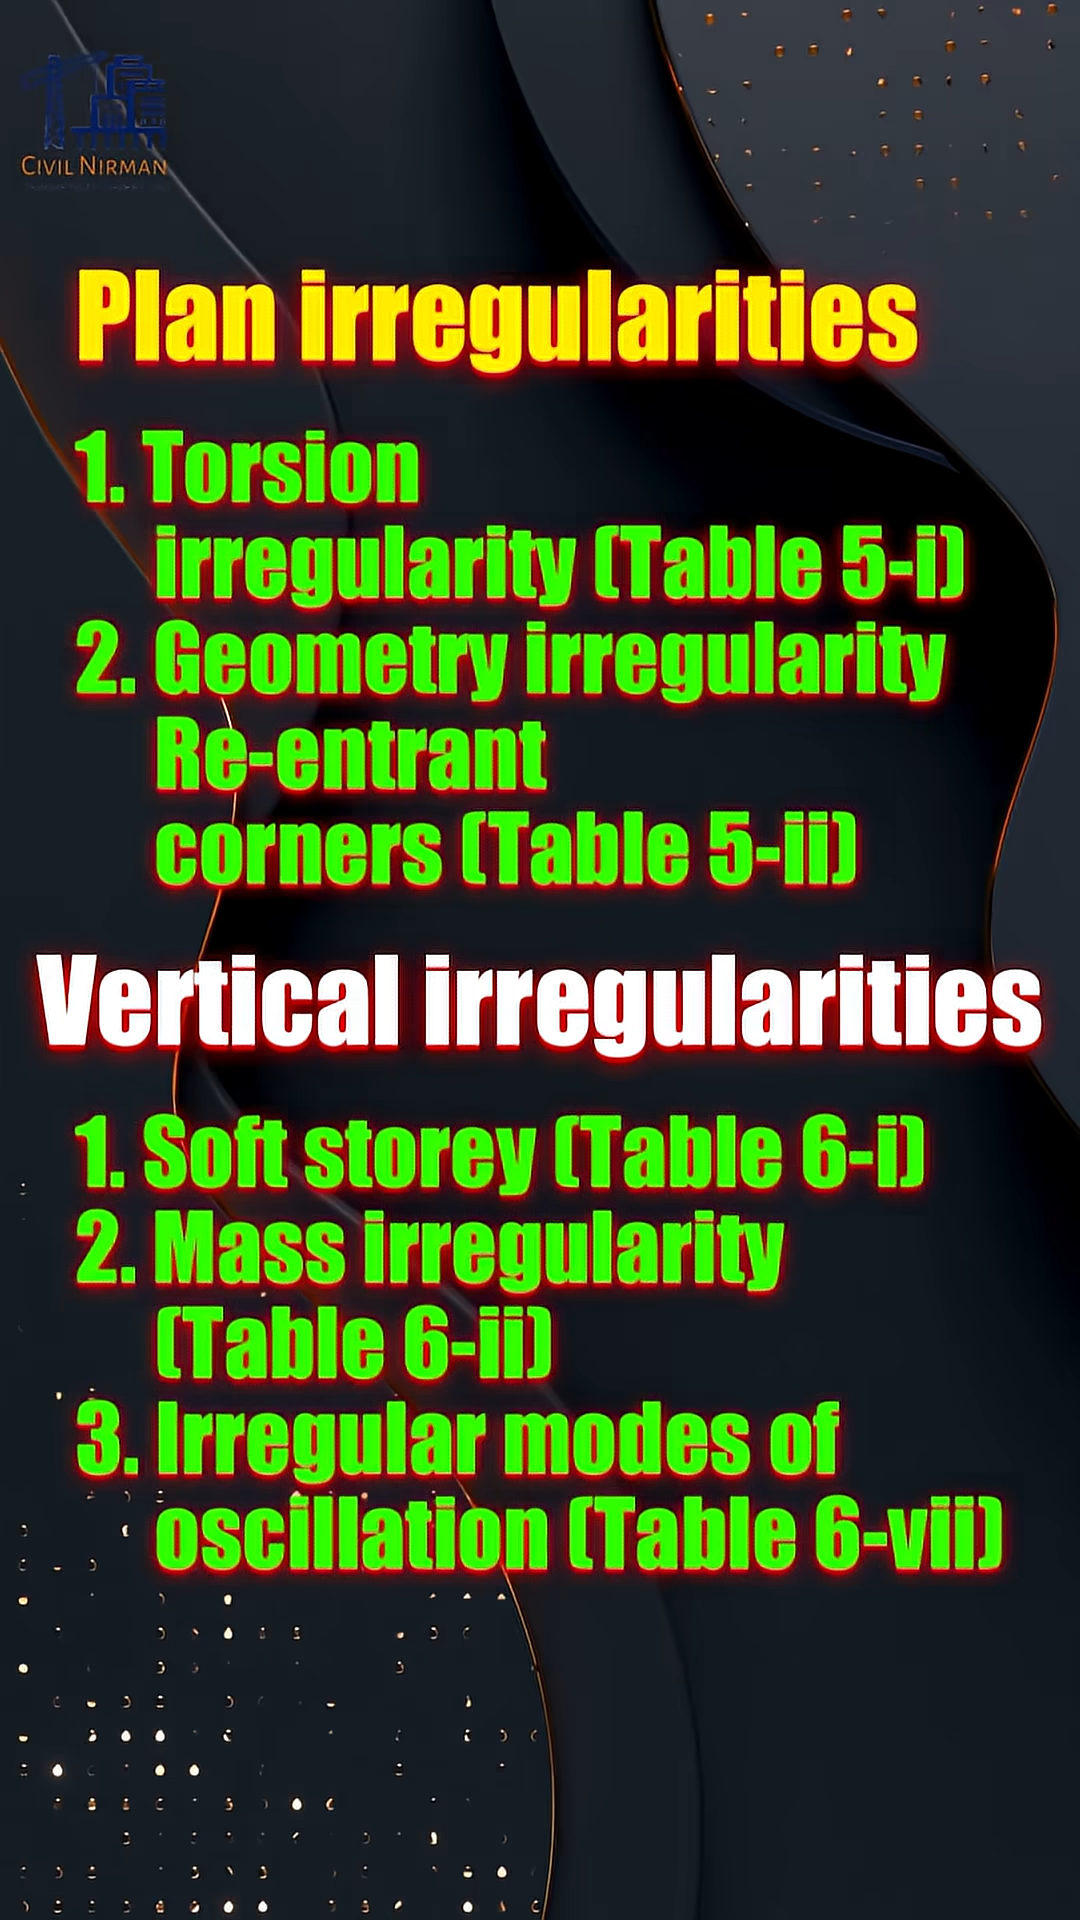 CIVIL NIRMAN
Plan irregularities
1. Torsion
irregularity (Table 5-i)
2. Geometry irregularity
Re-entrant
corners (Table 5-ii)
Vertical irregularities
1. Soft storey (Table 6-i)
2. Mass irregularity
(Table 6-ii)
3. Irregular modes of
oscillation (Table 6-vii)